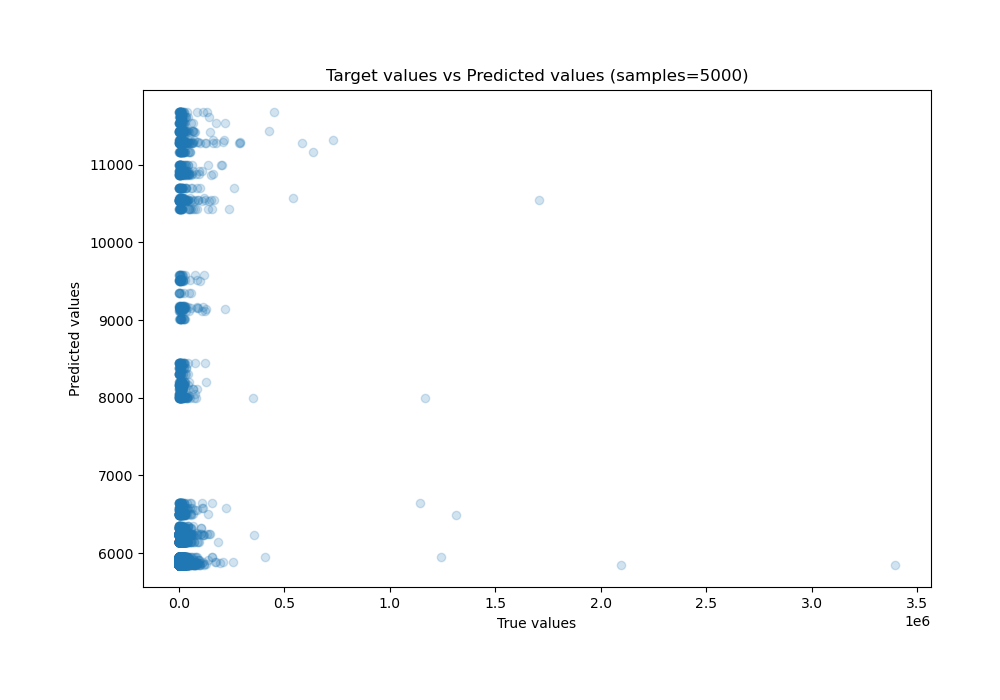 Target values vs Predicted values (samples=5000)
Predicted values
11000
10000
9000
8000
7000
6000
0.0 0.5 1.0 1.5 2.0 2.5 3.0 3.5
1e6
True values